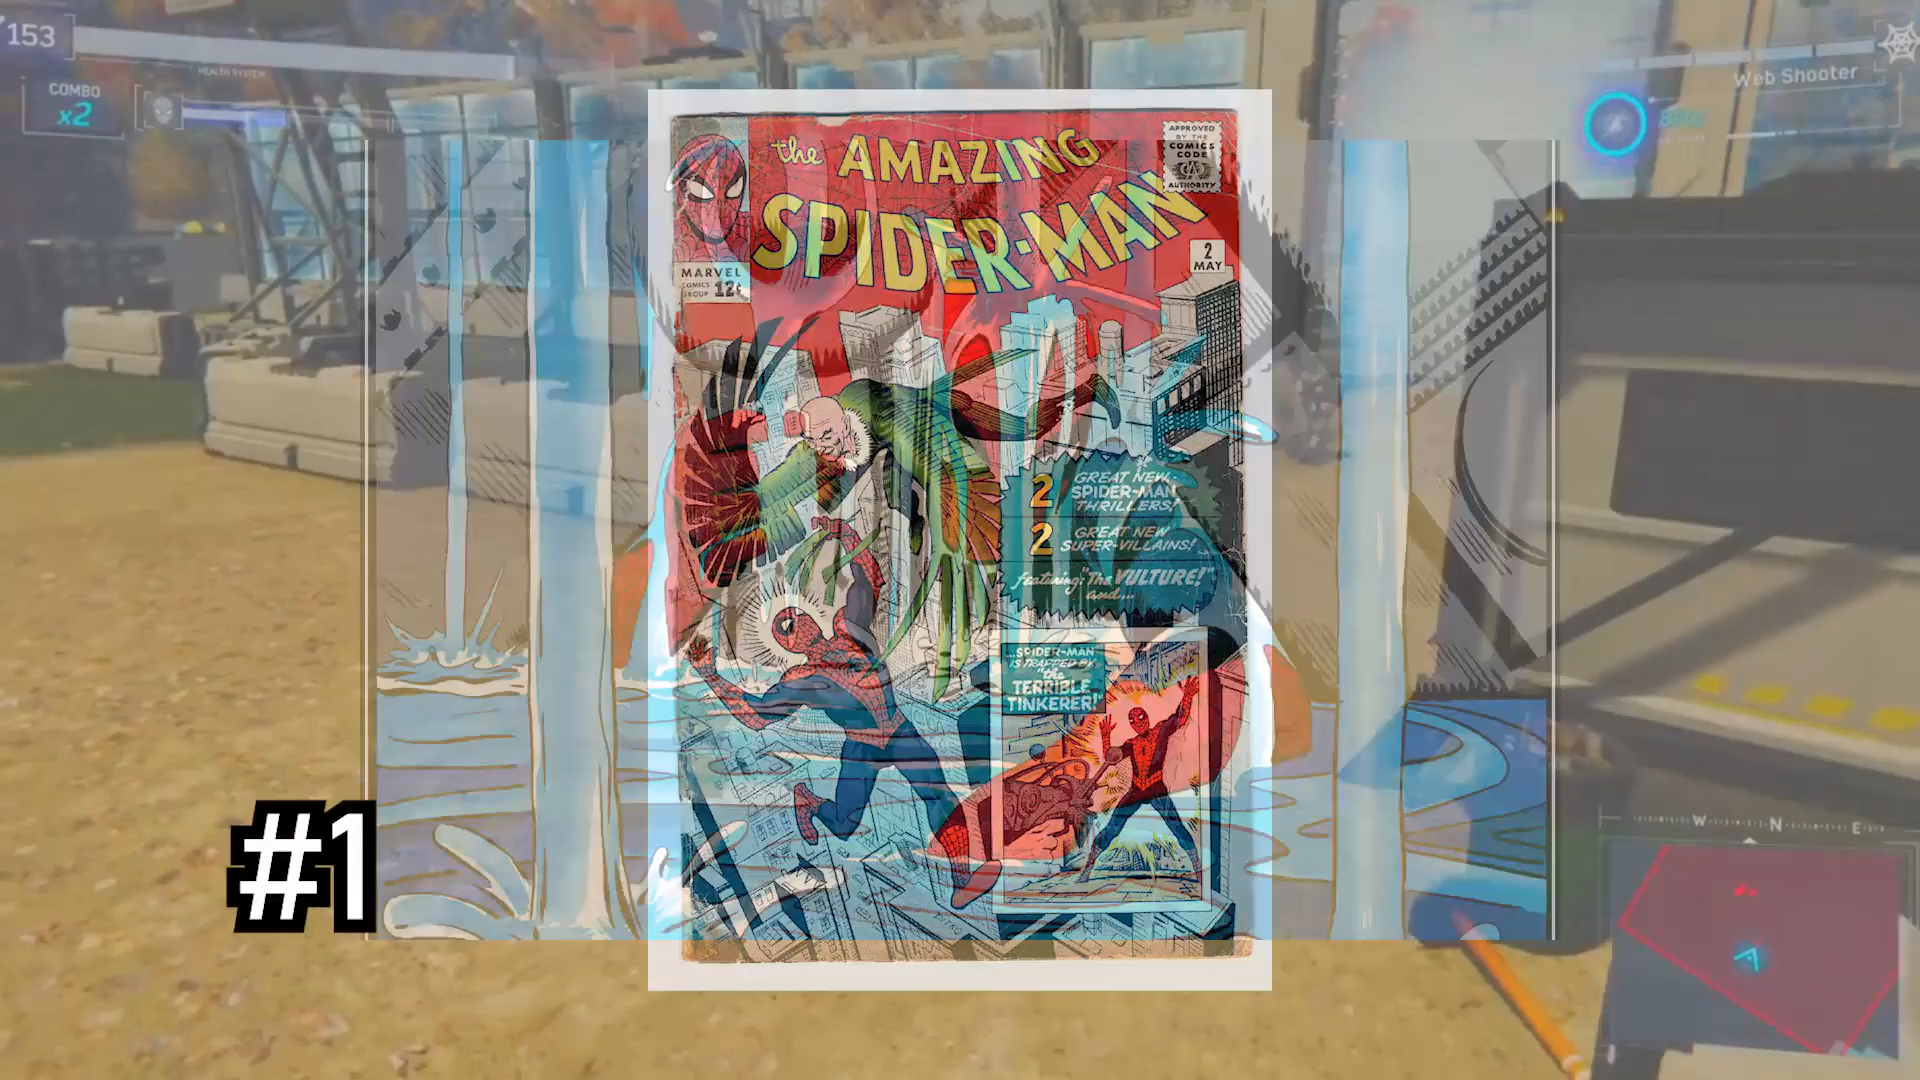 153
HEALTH SYSTEM
COMBO
x2
Web Shooter
the AMAZING
SPIDER-MAN
APPROVED
BY THE
COMICS
CODE
AUTHORITY
MARVEL
COMICS
GROUP 12¢
2
MAY
2 GREAT NEW
SPIDER-MAN
THRILLERS!
2 GREAT NEW
SUPER-VILLAINS!
featuring: "The VULTURE!"
and...
...SPIDER-MAN
IS TRAPPED BY
"the
TERRIBLE
TINKERER!"
#1
W N E